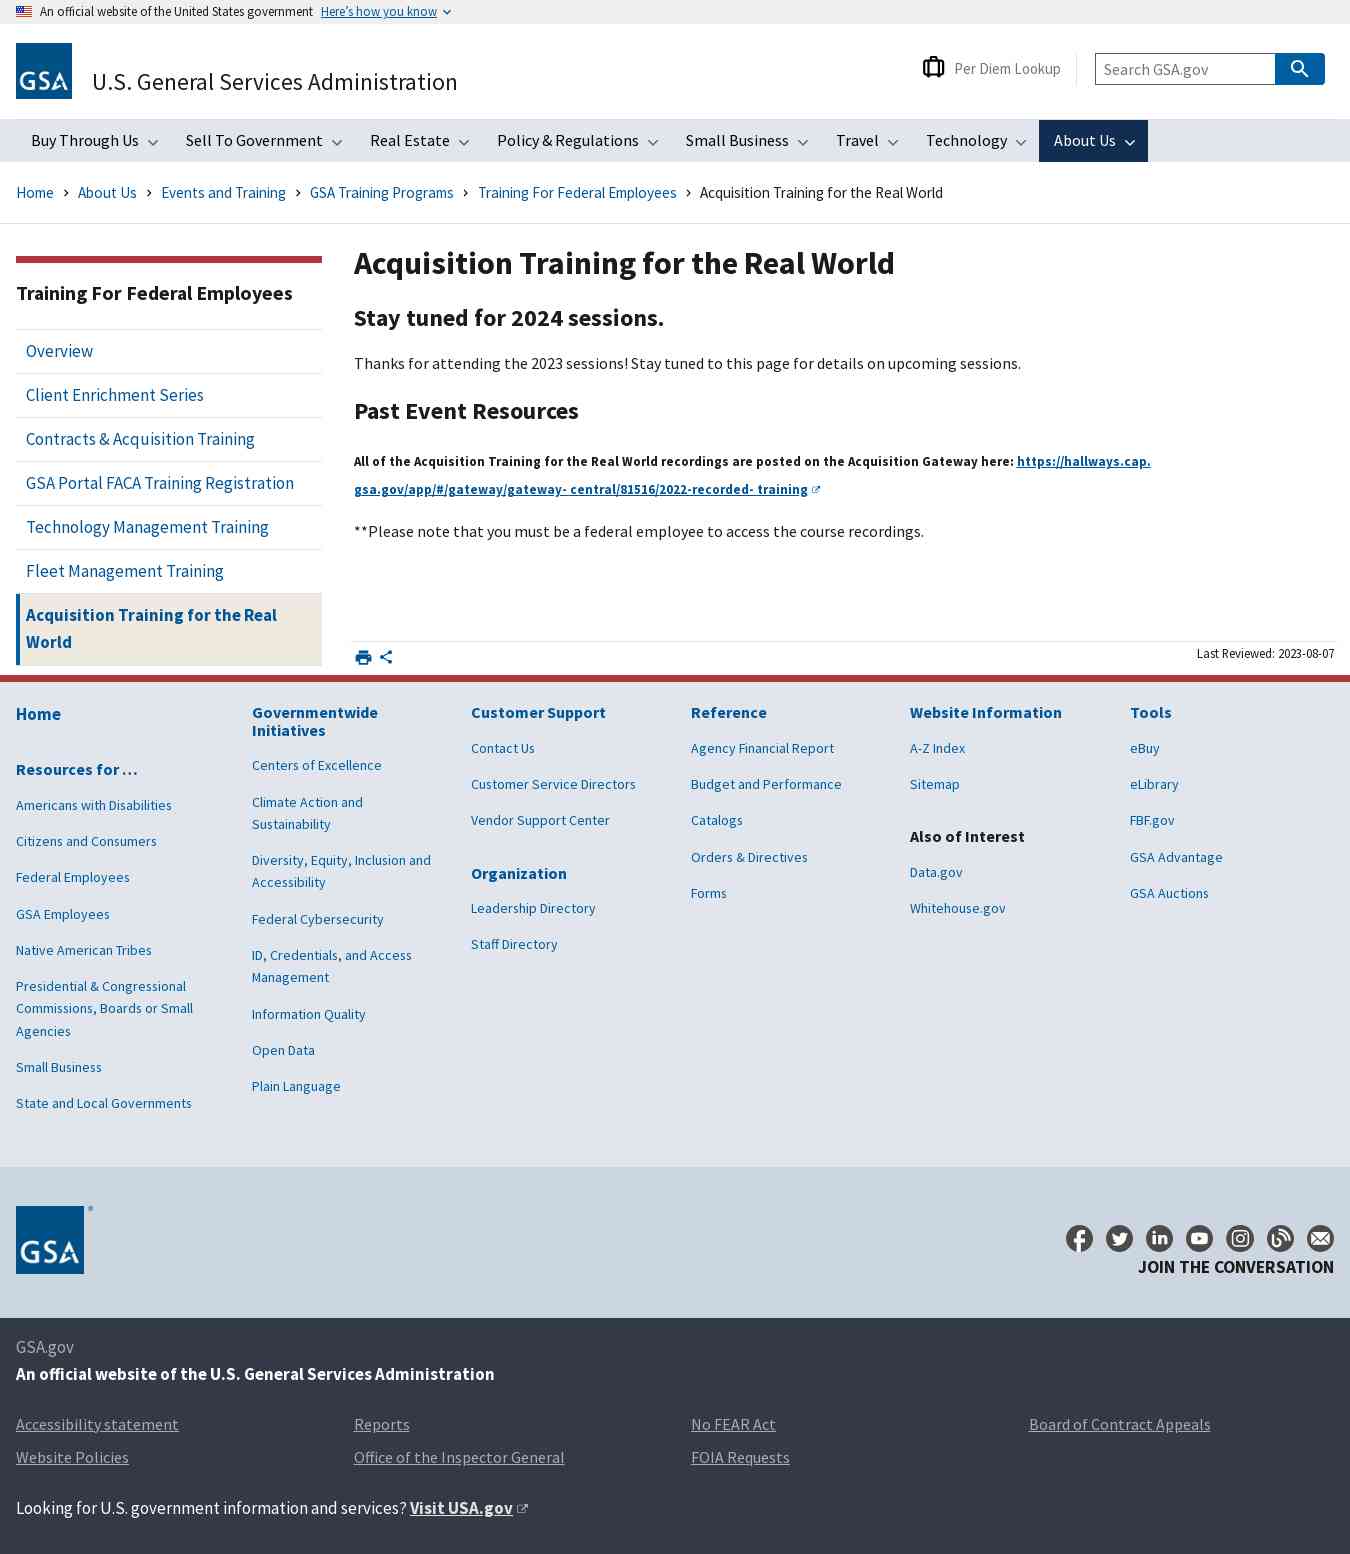 An official website of the United States government Here's how you know
GSA
U.S. General Services Administration
Per Diem Lookup
Search GSA.gov
Buy Through Us
Sell To Government
Real Estate
Policy & Regulations
Small Business
Travel
Technology
About Us
Home > About Us > Events and Training > GSA Training Programs > Training For Federal Employees > Acquisition Training for the Real World
Training For Federal Employees
Overview
Client Enrichment Series
Contracts & Acquisition Training
GSA Portal FACA Training Registration
Technology Management Training
Fleet Management Training
Acquisition Training for the Real
World
Acquisition Training for the Real World
Stay tuned for 2024 sessions.
Thanks for attending the 2023 sessions! Stay tuned to this page for details on upcoming sessions.
Past Event Resources
All of the Acquisition Training for the Real World recordings are posted on the Acquisition Gateway here: https://hallways.cap.
gsa.gov/app/#/gateway/gateway- central/81516/2022-recorded- training
**Please note that you must be a federal employee to access the course recordings.
Last Reviewed: 2023-08-07
Home
Resources for …
Americans with Disabilities
Citizens and Consumers
Federal Employees
GSA Employees
Native American Tribes
Presidential & Congressional
Commissions, Boards or Small
Agencies
Small Business
State and Local Governments
Governmentwide
Initiatives
Centers of Excellence
Climate Action and
Sustainability
Diversity, Equity, Inclusion and
Accessibility
Federal Cybersecurity
ID, Credentials, and Access
Management
Information Quality
Open Data
Plain Language
Customer Support
Contact Us
Customer Service Directors
Vendor Support Center
Organization
Leadership Directory
Staff Directory
Reference
Agency Financial Report
Budget and Performance
Catalogs
Orders & Directives
Forms
Website Information
A-Z Index
Sitemap
Also of Interest
Data.gov
Whitehouse.gov
Tools
eBuy
eLibrary
FBF.gov
GSA Advantage
GSA Auctions
GSA ®
JOIN THE CONVERSATION
GSA.gov
An official website of the U.S. General Services Administration
Accessibility statement
Reports
No FEAR Act
Board of Contract Appeals
Website Policies
Office of the Inspector General
FOIA Requests
Looking for U.S. government information and services? Visit USA.gov